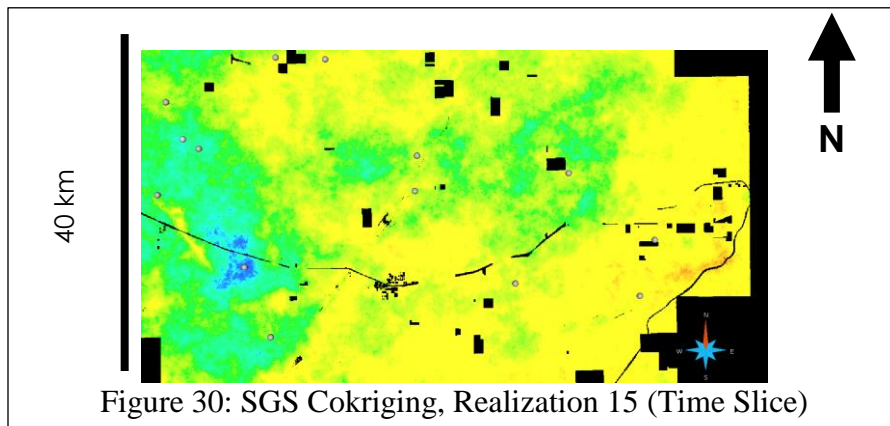 N
40 km
N
W E
S
Figure 30: SGS Cokriging, Realization 15 (Time Slice)